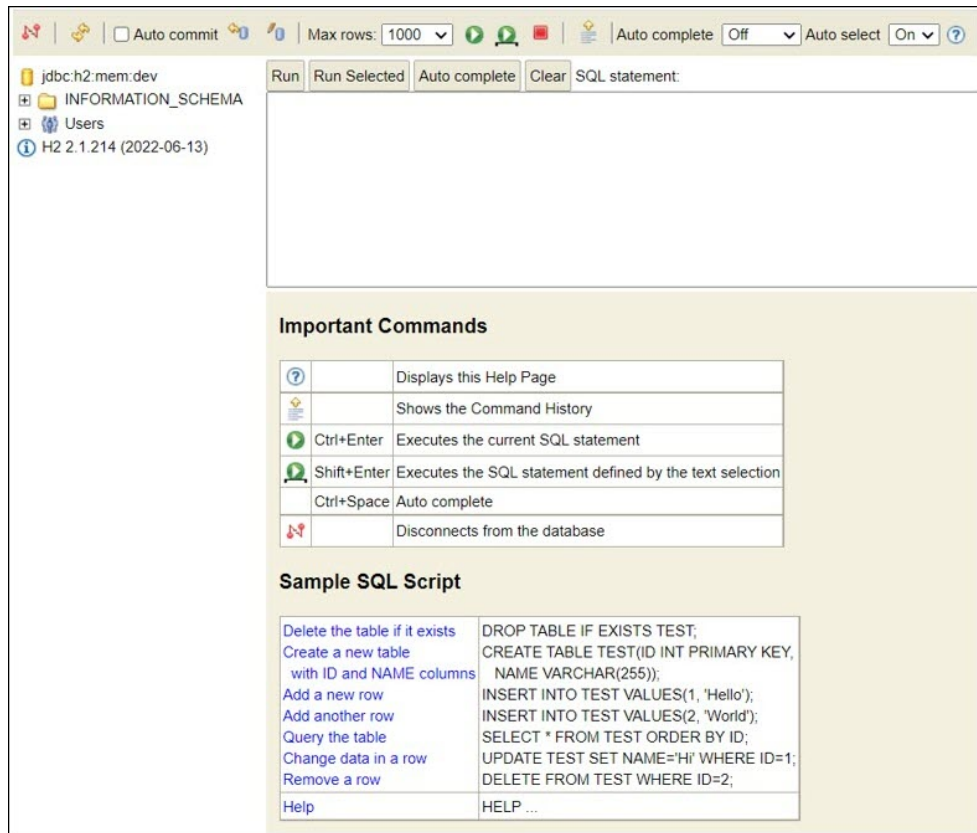 Auto commit Max rows: 1000 Auto complete Off Auto select On
jdbc:h2:mem:dev
INFORMATION_SCHEMA
Users
H2 2.1.214 (2022-06-13)
Run Run Selected Auto complete Clear SQL statement:
Important Commands
Displays this Help Page
Shows the Command History
Ctrl+Enter Executes the current SQL statement
Shift+Enter Executes the SQL statement defined by the text selection
Ctrl+Space Auto complete
Disconnects from the database
Sample SQL Script
Delete the table if it exists DROP TABLE IF EXISTS TEST;
Create a new table CREATE TABLE TEST(ID INT PRIMARY KEY,
with ID and NAME columns NAME VARCHAR(255));
Add a new row INSERT INTO TEST VALUES(1, 'Hello');
Add another row INSERT INTO TEST VALUES(2, 'World');
Query the table SELECT * FROM TEST ORDER BY ID;
Change data in a row UPDATE TEST SET NAME='Hi' WHERE ID=1;
Remove a row DELETE FROM TEST WHERE ID=2;
Help HELP ...